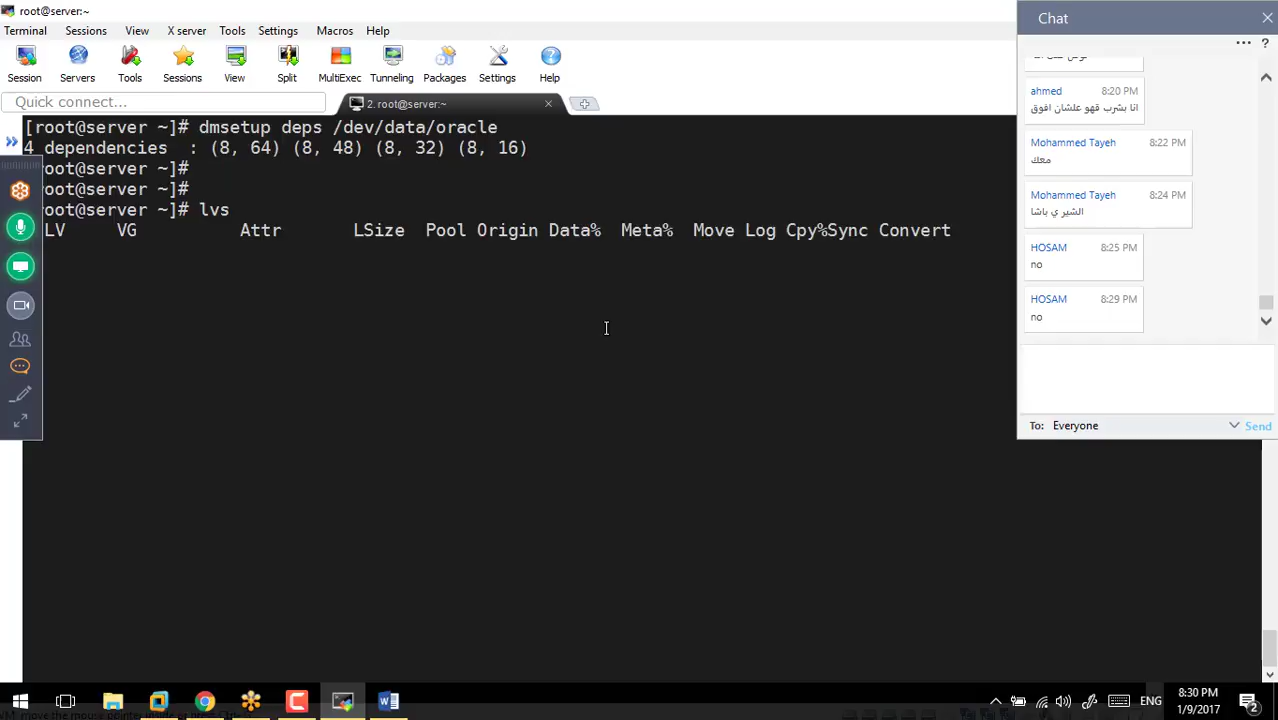 root@server:~
Terminal Sessions View X server Tools Settings Macros Help
Session Servers Tools Sessions View Split MultiExec Tunneling Packages Settings Help
Quick connect...
2. root@server:~
[root@server ~]# dmsetup deps /dev/data/oracle
4 dependencies : (8, 64) (8, 48) (8, 32) (8, 16)
root@server ~]#
root@server ~]#
root@server ~]# lvs
LV VG Attr LSize Pool Origin Data% Meta% Move Log Cpy%Sync Convert
Chat
ahmed 8:20 PM
انا بشرب قهو علشان افوق
Mohammed Tayeh 8:22 PM
معك
Mohammed Tayeh 8:24 PM
الشير ي باشا
HOSAM 8:25 PM
no
HOSAM 8:29 PM
no
To: Everyone Send
ENG
8:30 PM
1/9/2017
2